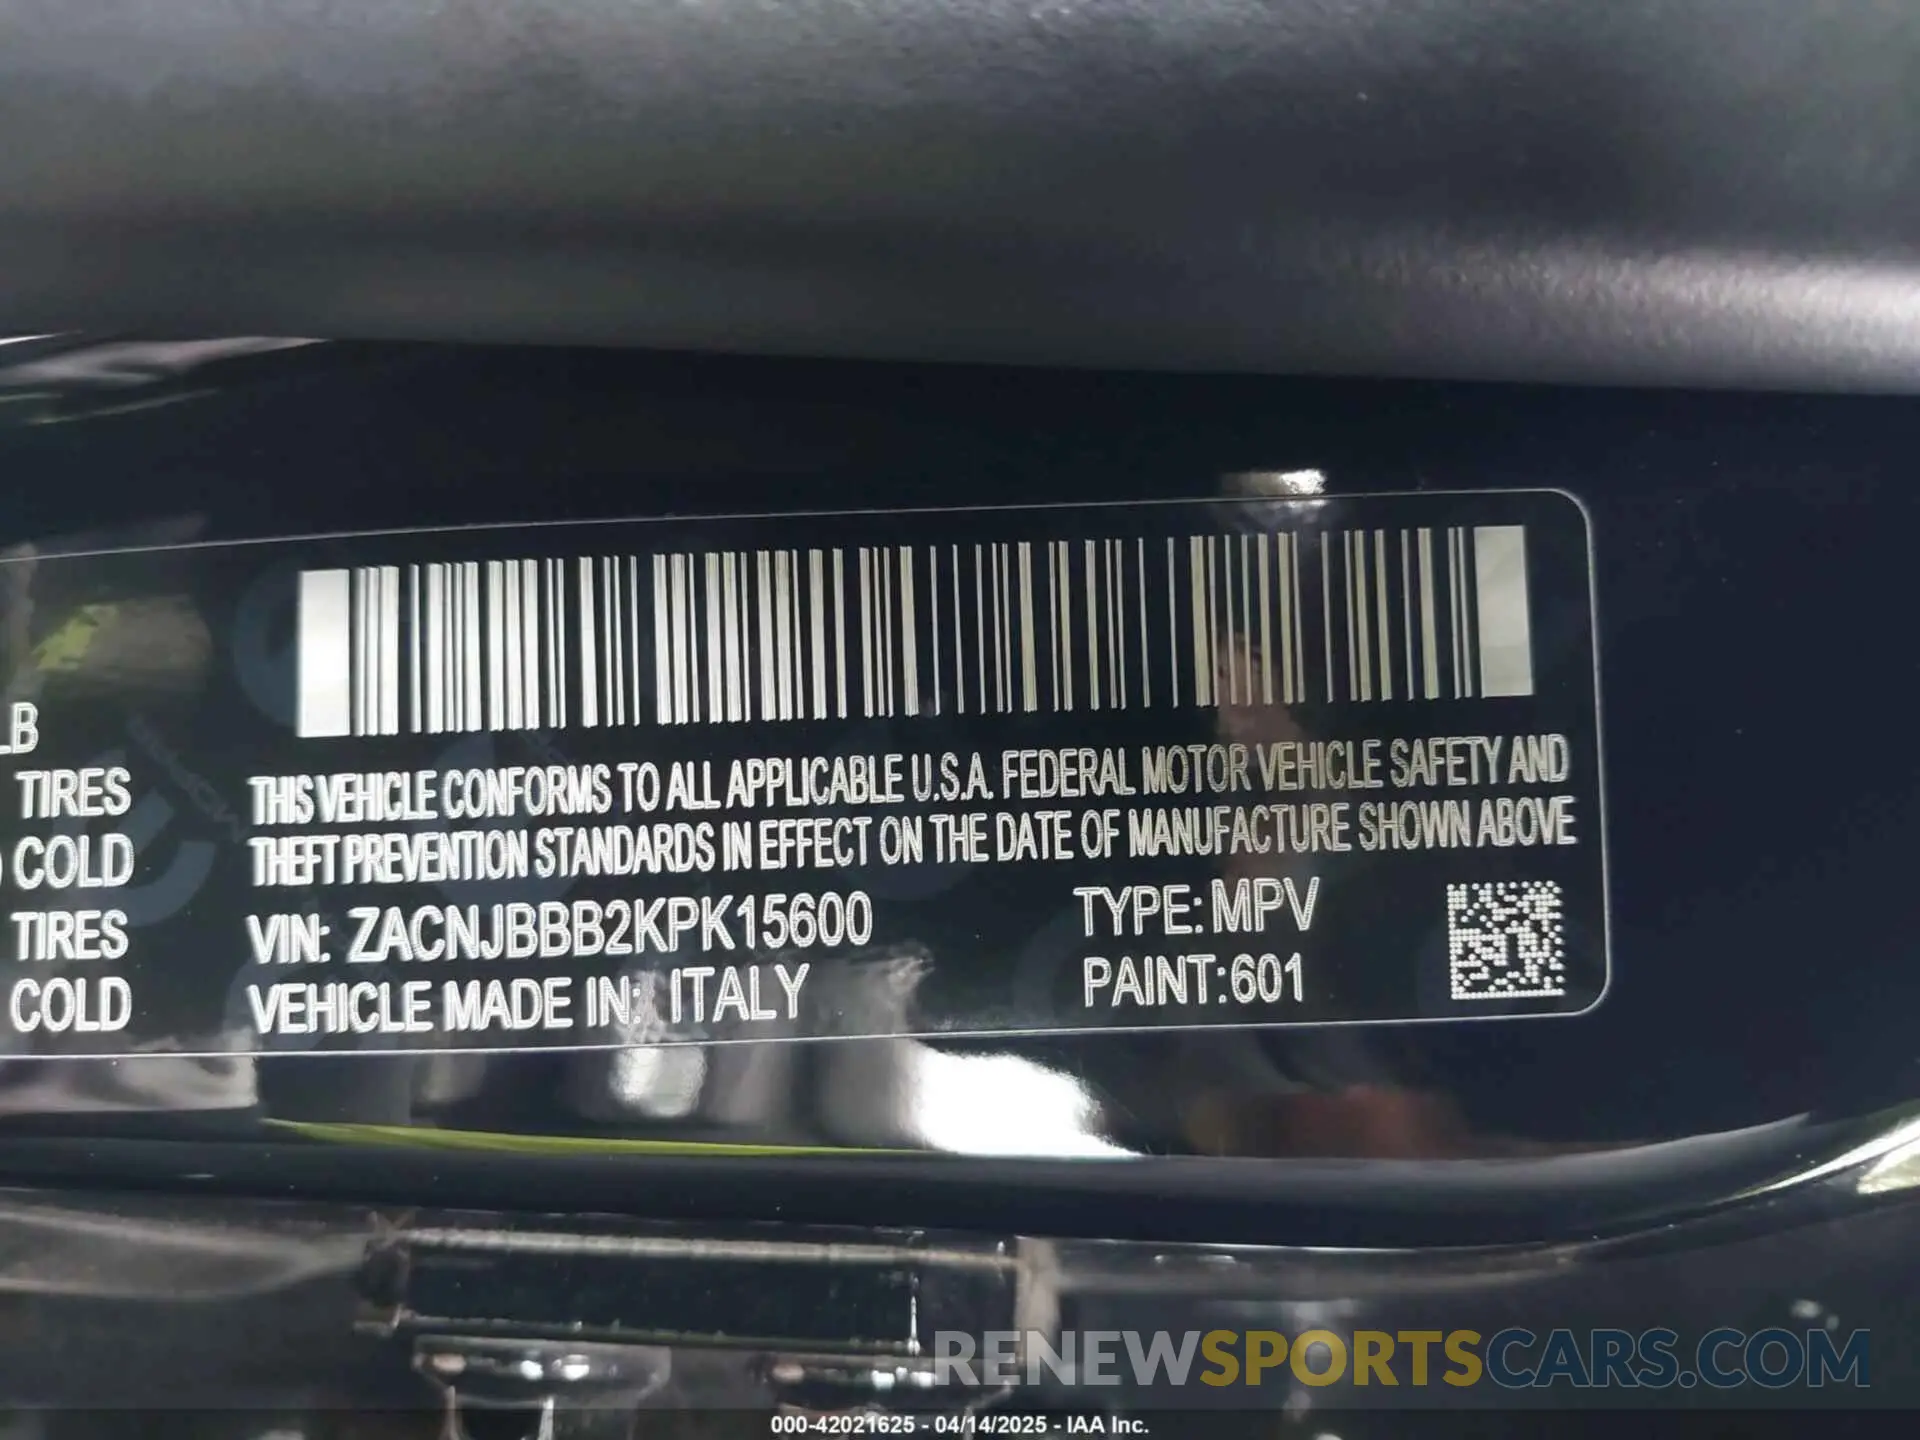 LB
TIRES
COLD
TIRES
COLD
THIS VEHICLE CONFORMS TO ALL APPLICABLE U.S.A. FEDERAL MOTOR VEHICLE SAFETY AND
THEFT PREVENTION STANDARDS IN EFFECT ON THE DATE OF MANUFACTURE SHOWN ABOVE
VIN: ZACNJBBB2KPK15600
TYPE: MPV
VEHICLE MADE IN: ITALY
PAINT: 601
RENEWSPORTSCARS.COM
000-42021625 - 04/14/2025 - IAA Inc.